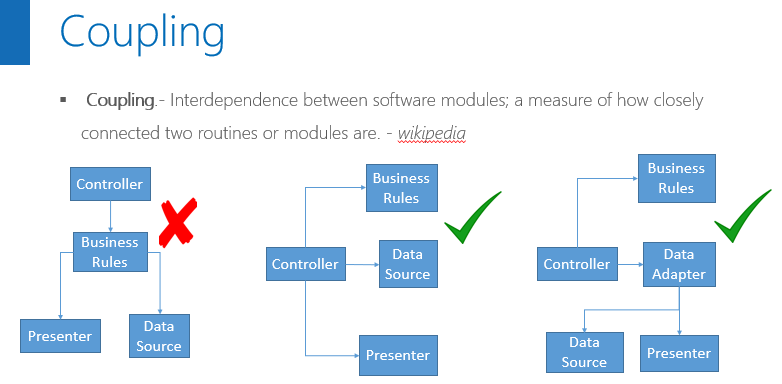 Coupling
▪ Coupling.- Interdependence between software modules; a measure of how closely
connected two routines or modules are. - wikipedia
Controller
Business
Rules
Presenter
Data
Source
Business
Rules
Controller
Data
Source
Presenter
Business
Rules
Controller
Data
Adapter
Data
Source
Presenter